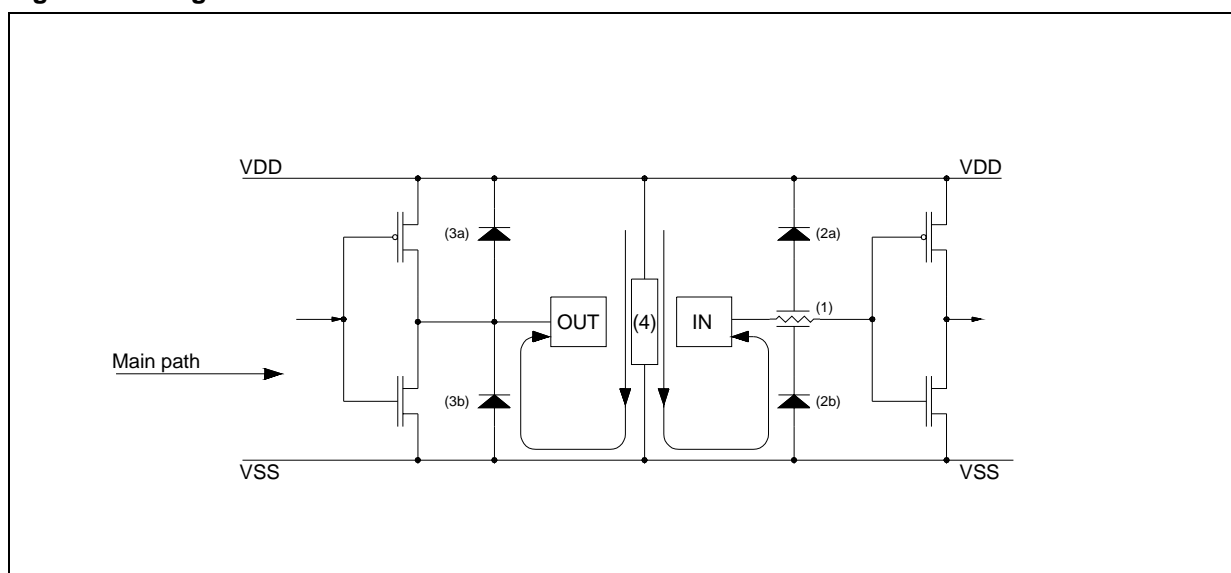 VDD
VDD
(3a)
(2a)
(1)
OUT
(4)
IN
Main path
(3b)
(2b)
VSS
VSS